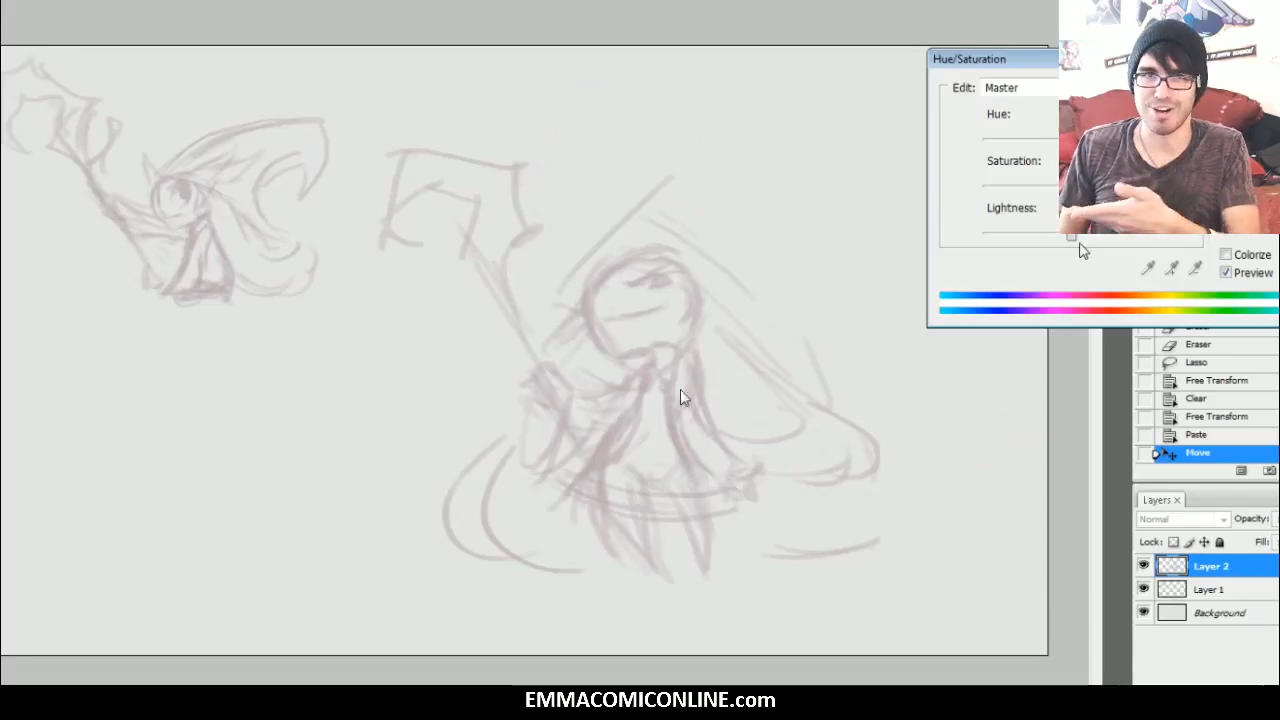 Hue/Saturation
Edit: Master
Hue:
Saturation:
Lightness:
Colorize
Preview
Eraser
Lasso
Free Transform
Clear
Free Transform
Paste
Move
Layers ×
Normal Opacity:
Lock: Fill:
Layer 2
Layer 1
Background
EMMACOMICONLINE.com